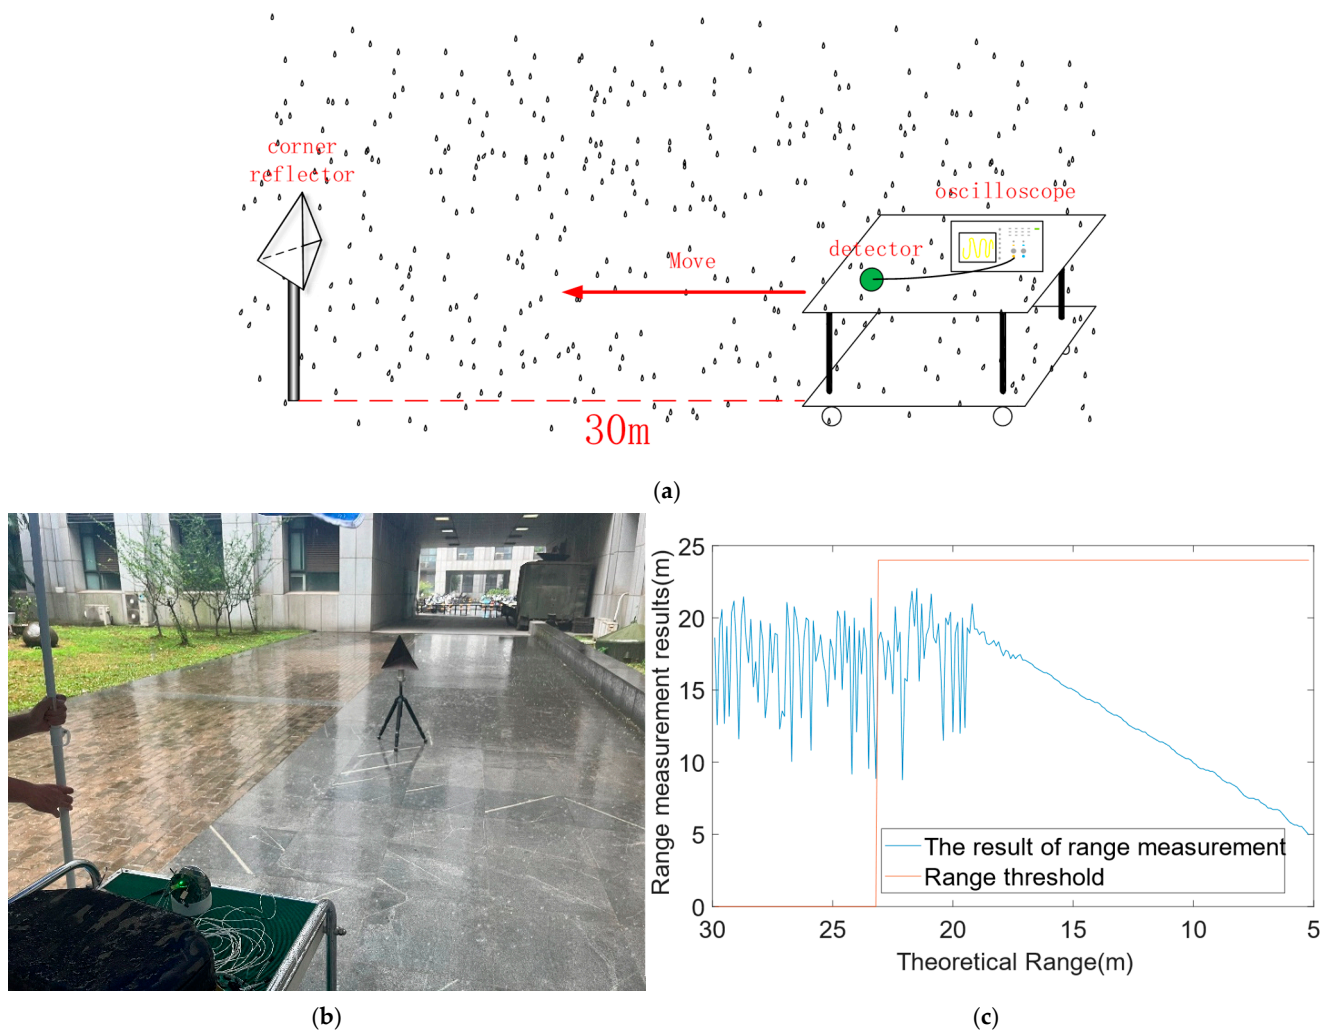 corner
reflector
oscilloscope
detector
Move
30m
(a)
(b)
Range measurement results(m)
25
20
15
10
5
0
30
25
20
15
10
5
Theoretical Range(m)
The result of range measurement
Range threshold
(c)